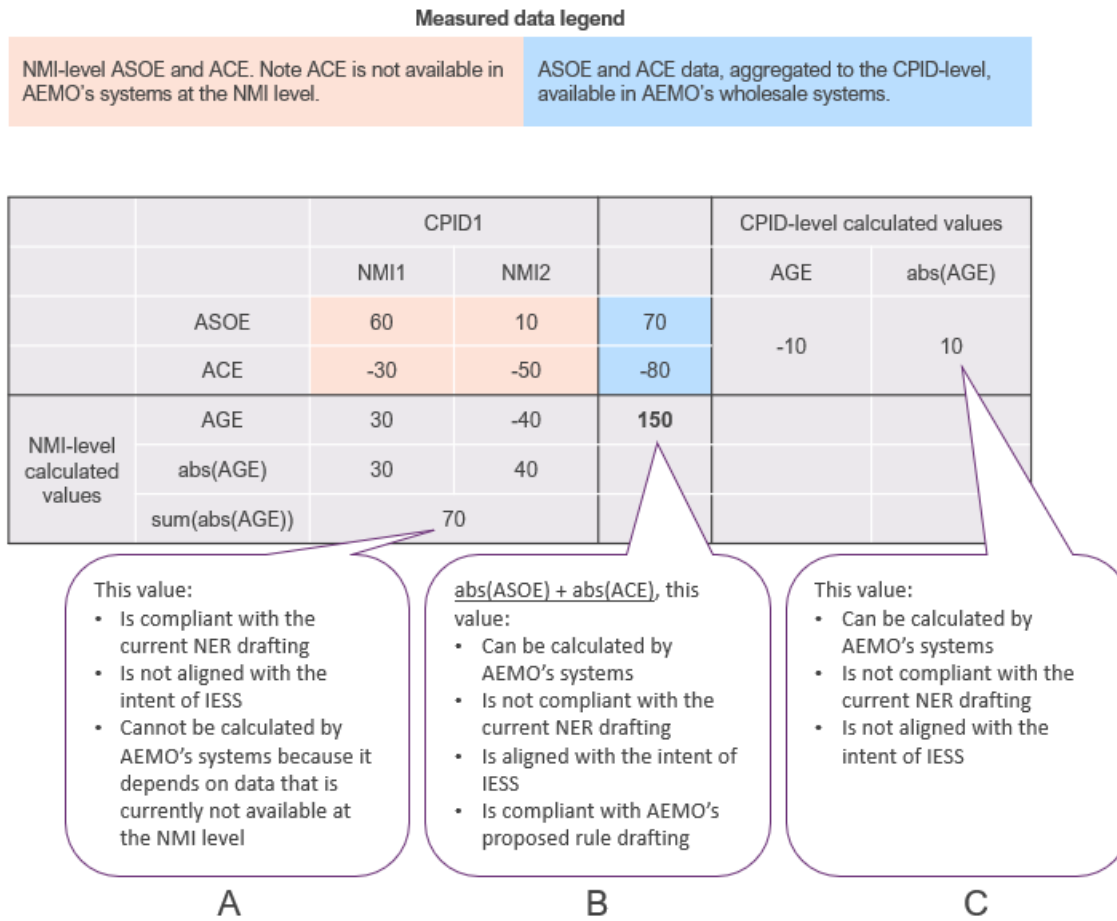 Measured data legend
NMI-level ASOE and ACE. Note ACE is not available in
AEMO's systems at the NMI level.
ASOE and ACE data, aggregated to the CPID-level,
available in AEMO's wholesale systems.
CPID1
CPID-level calculated values
NMI1
NMI2
AGE
abs(AGE)
ASOE
60
10
70
-10
10
ACE
-30
-50
-80
NMI-level
calculated
values
AGE
30
-40
150
abs(AGE)
30
40
sum(abs(AGE))
70
This value:
• Is compliant with the
current NER drafting
• Is not aligned with the
intent of IESS
• Cannot be calculated by
AEMO's systems because it
depends on data that is
currently not available at
the NMI level
abs(ASOE) + abs(ACE), this
value:
• Can be calculated by
AEMO's systems
• Is not compliant with the
current NER drafting
• Is aligned with the intent of
IESS
• Is compliant with AEMO's
proposed rule drafting
This value:
• Can be calculated by
AEMO's systems
• Is not compliant with the
current NER drafting
• Is not aligned with the
intent of IESS
A
B
C